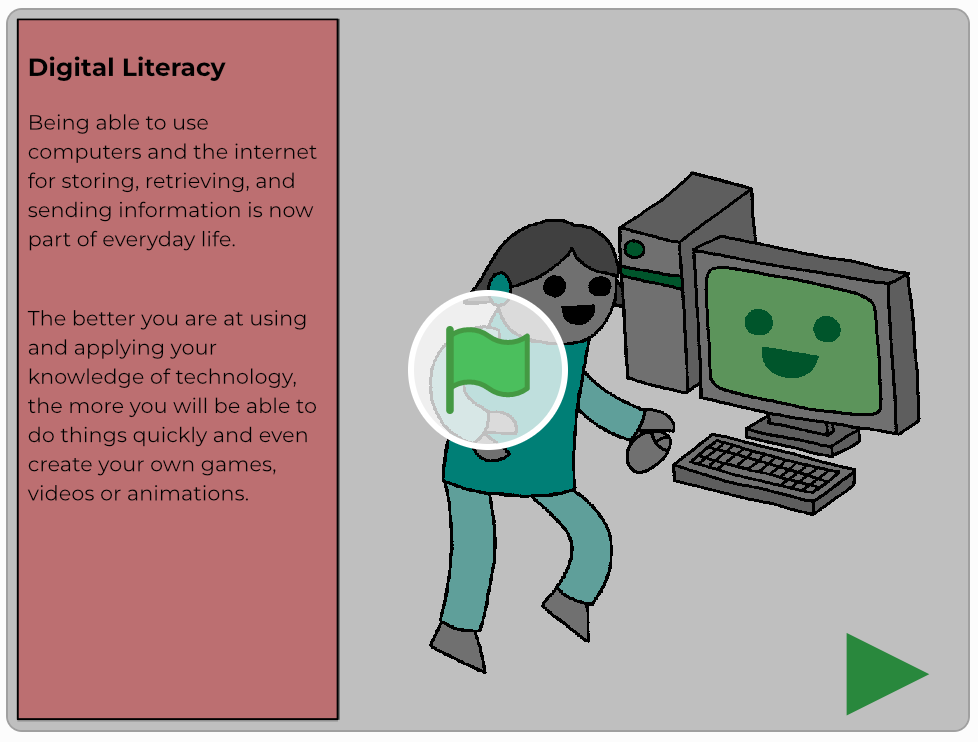 Digital Literacy
Being able to use
computers and the internet
for storing, retrieving, and
sending information is now
part of everyday life.
The better you are at using
and applying your
knowledge of technology,
the more you will be able to
do things quickly and even
create your own games,
videos or animations.